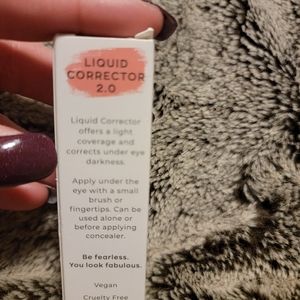 LIQUID
CORRECTOR
2.0
Liquid Corrector
offers a light
coverage and
corrects under eye
darkness.
Apply under the
eye with a small
brush or
fingertips. Can be
used alone or
before applying
concealer.
Be fearless.
You look fabulous.
Vegan
Cruelty Free